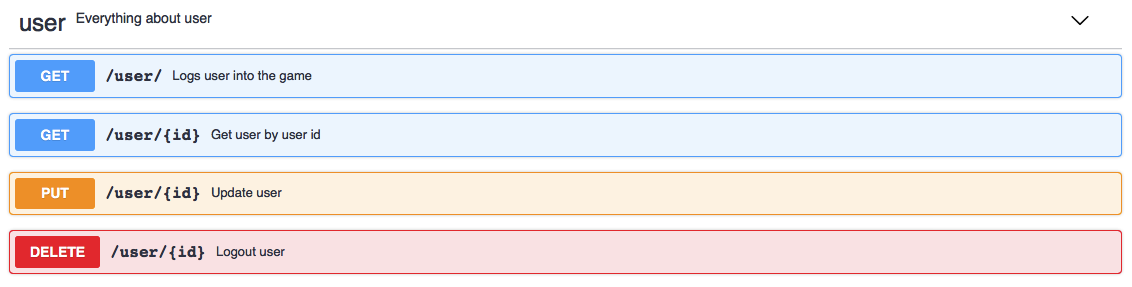 user Everything about user
GET /user/ Logs user into the game
GET /user/{id} Get user by user id
PUT /user/{id} Update user
DELETE /user/{id} Logout user